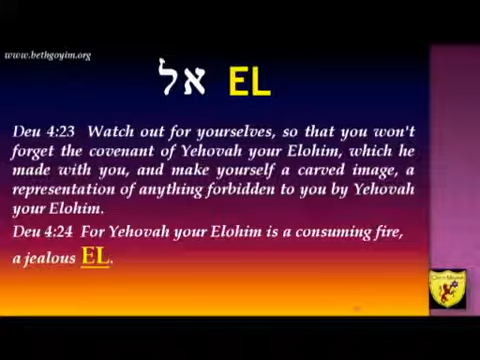 www.bethgoyim.org
אל EL
Deu 4:23 Watch out for yourselves, so that you won't
forget the covenant of Yehovah your Elohim, which he
made with you, and make yourself a carved image, a
representation of anything forbidden to you by Yehovah
your Elohim.
Deu 4:24 For Yehovah your Elohim is a consuming fire,
a jealous EL.